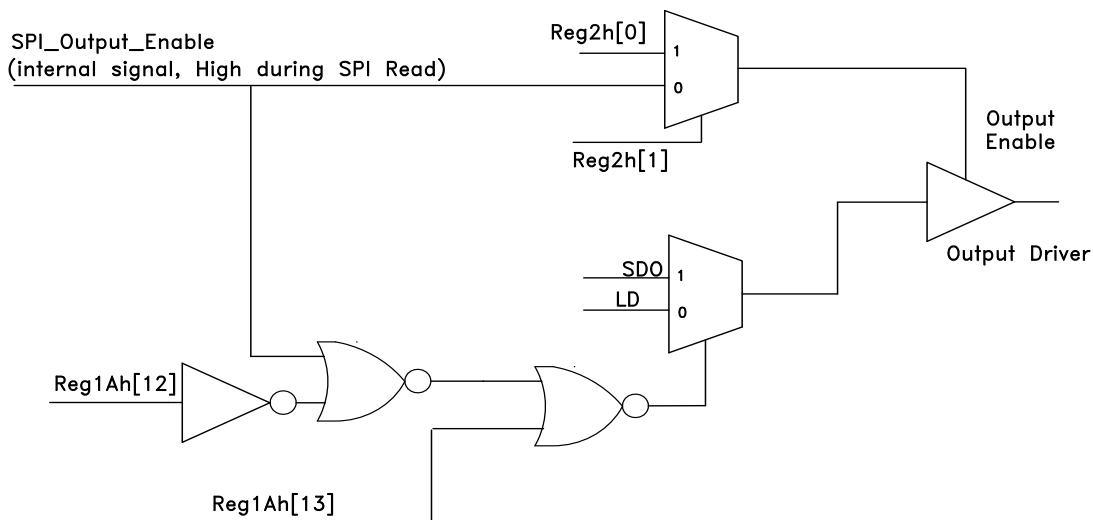 Reg2h[0]
SPI_Output_Enable
(internal signal, High during SPI Read)
1
0
Reg2h[1]
Output
Enable
Output Driver
SDO
1
LD
0
Reg1Ah[12]
Reg1Ah[13]